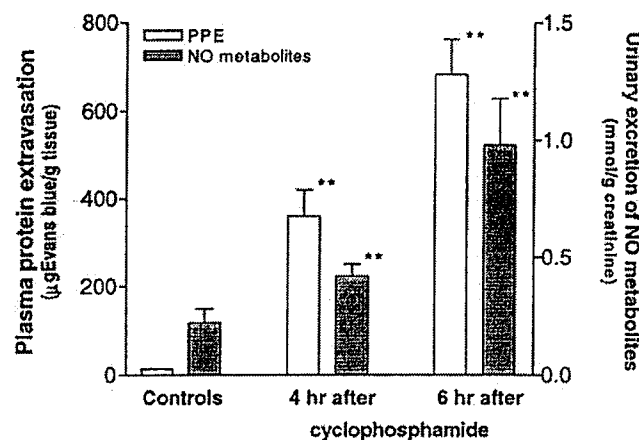 800
600
400
200
0
Plasma protein extravasation
(μgEvans blue/g tissue)
PPE
NO metabolites
**
**
**
**
1.5
1.0
0.5
0.0
Urinary excretion of NO metabolites
(mmol/g creatinine)
Controls
4 hr after
6 hr after
cyclophosphamide